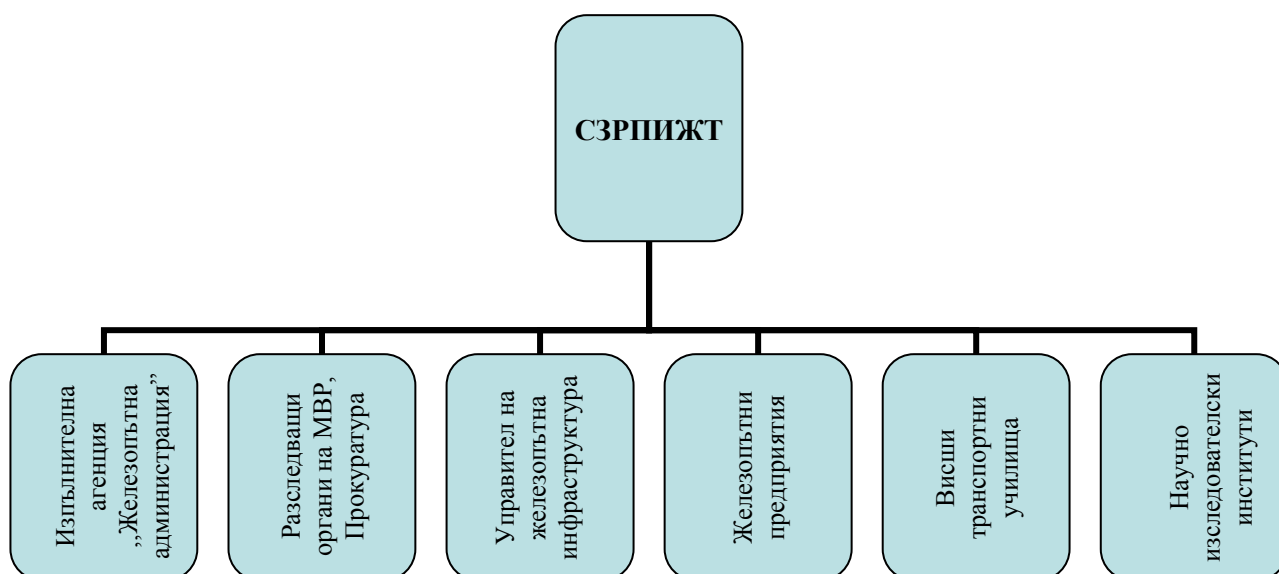 СЗРПИЖТ
Изпълнителна
агенция
,,Железопътна
администрация”
Разследващи
органи на МВР,
Прокуратура
Управител на
железопътна
инфраструктура
Железопътни
предприятия
Висши
транспортни
училища
Научно
изследователски
институти